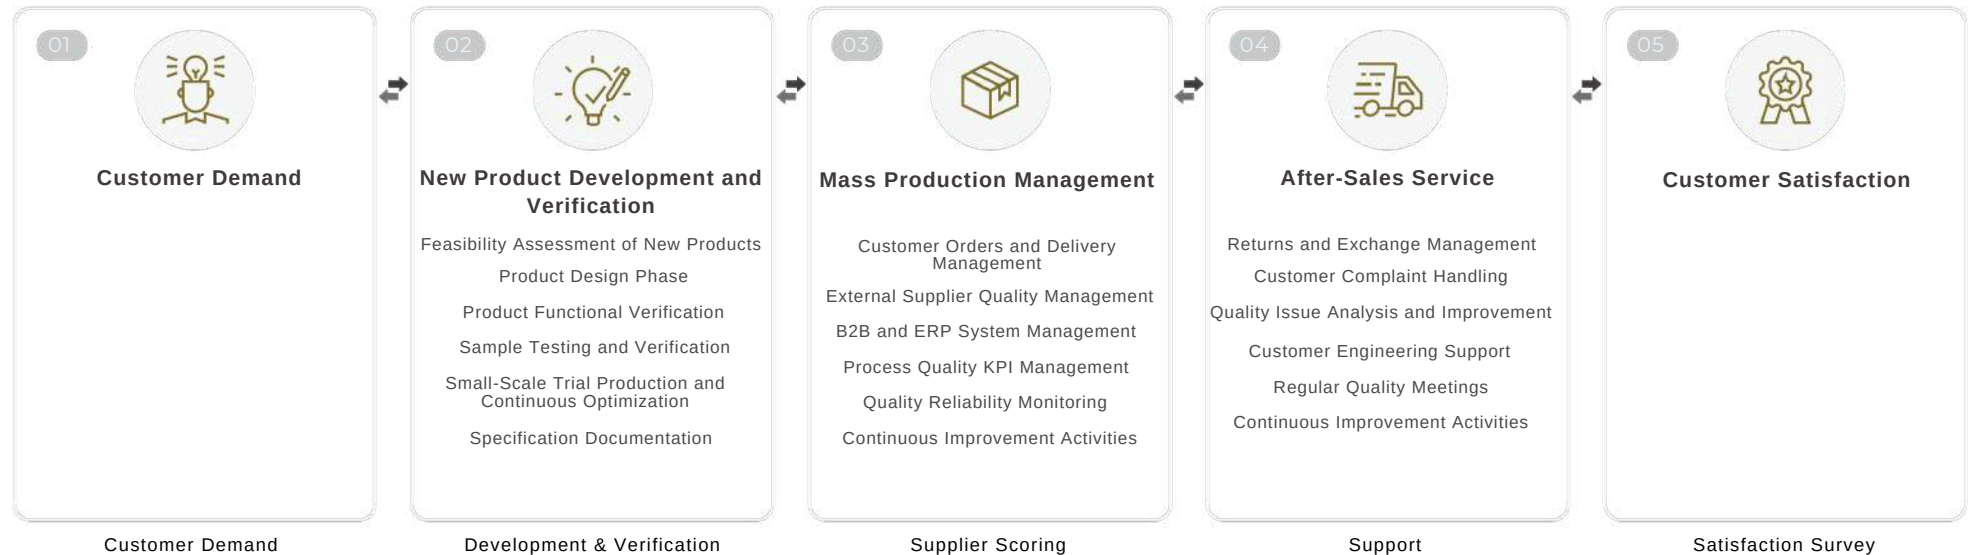 01
Customer Demand
Customer Demand
02
New Product Development and
Verification
Feasibility Assessment of New Products
Product Design Phase
Product Functional Verification
Sample Testing and Verification
Small-Scale Trial Production and
Continuous Optimization
Specification Documentation
Development & Verification
03
Mass Production Management
Customer Orders and Delivery
Management
External Supplier Quality Management
B2B and ERP System Management
Process Quality KPI Management
Quality Reliability Monitoring
Continuous Improvement Activities
Supplier Scoring
04
After-Sales Service
Returns and Exchange Management
Customer Complaint Handling
Quality Issue Analysis and Improvement
Customer Engineering Support
Regular Quality Meetings
Continuous Improvement Activities
Support
05
Customer Satisfaction
Satisfaction Survey